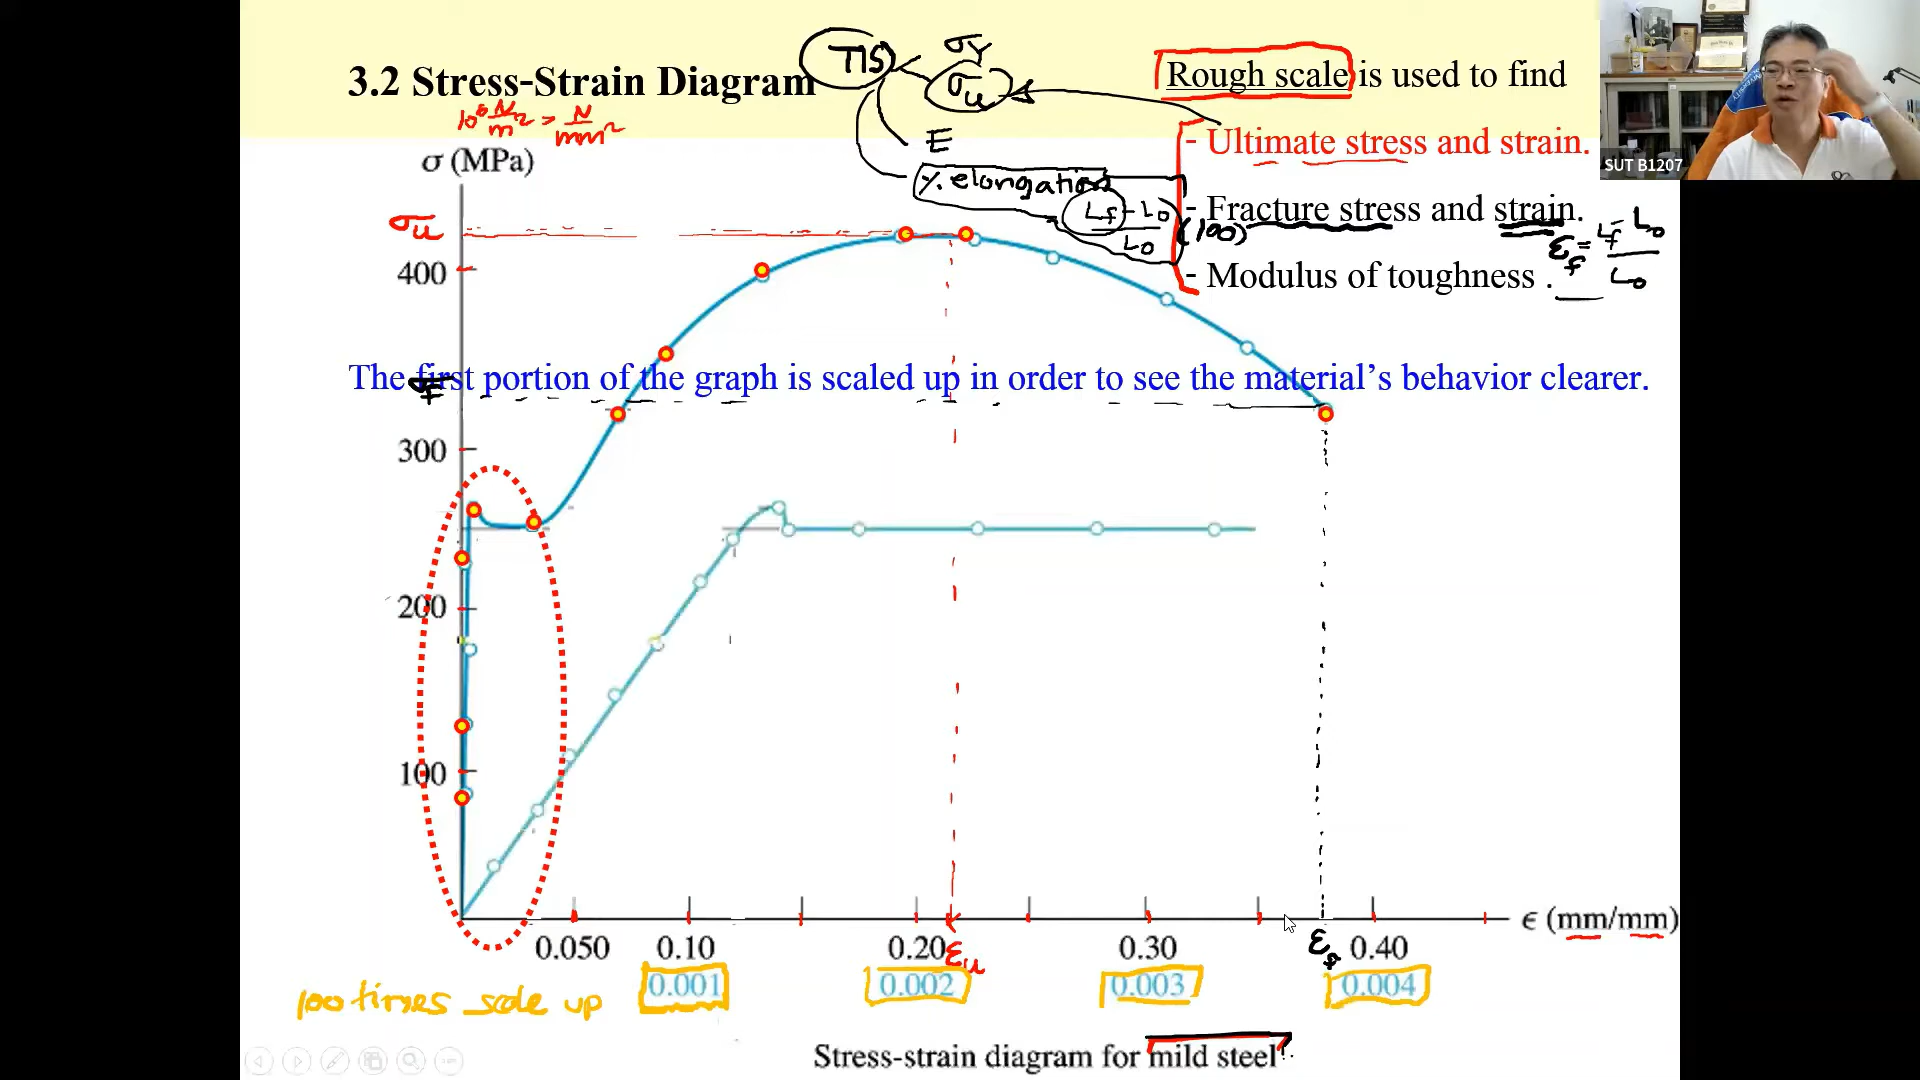 3.2 Stress-Strain Diagram
TIS
σY
σu
E
% elongation
Lf - L0
L0
(100)
10⁶ N/m² > N/mm²
Rough scale is used to find
- Ultimate stress and strain.
- Fracture stress and strain.
- Modulus of toughness .
εf = Lf - L0
L0
SUT B1207
σ (MPa)
σu
400
The first portion of the graph is scaled up in order to see the material’s behavior clearer.
300
200
100
ϵ (mm/mm)
0.050 0.10 0.20 εu 0.30 εf 0.40
100 times scale up 0.001 0.002 0.003 0.004
Stress-strain diagram for mild steel